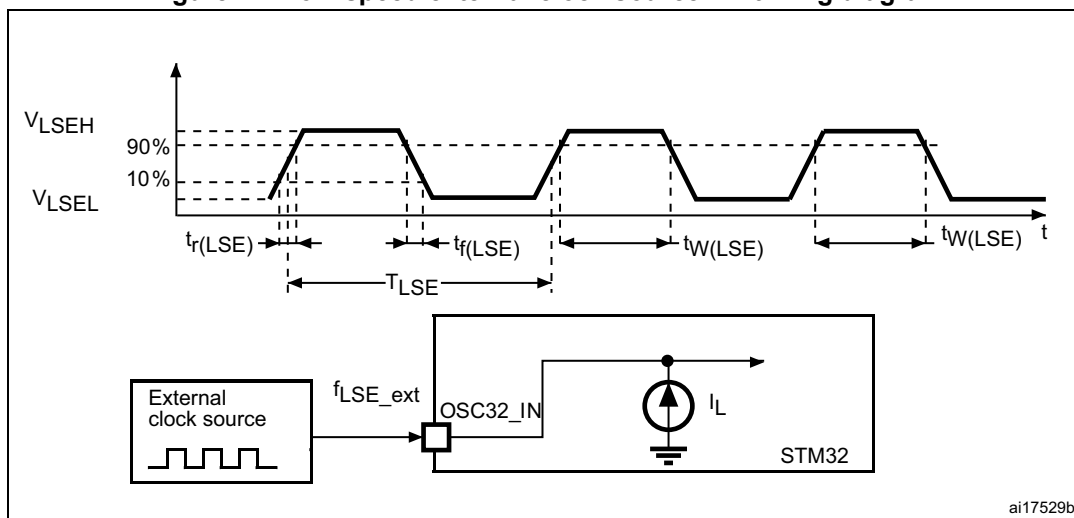 V_LSEH
90%
10%
V_LSEL
t_r(LSE)
t_f(LSE)
t_W(LSE)
t_W(LSE)
t
T_LSE
External
clock source
f_LSE_ext
OSC32_IN
I_L
STM32
ai17529b